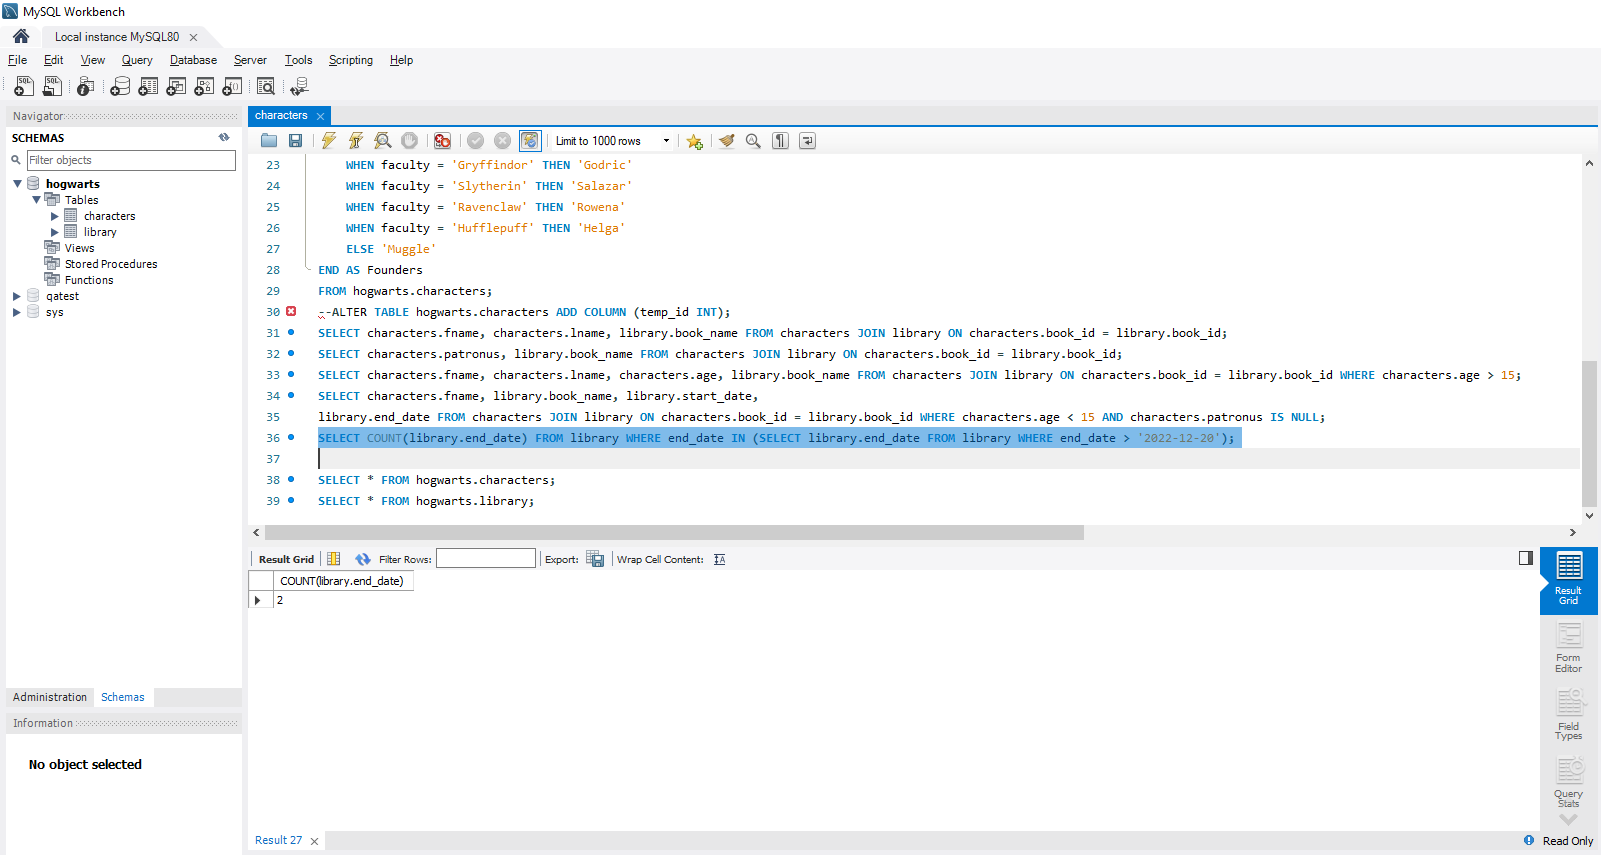 MySQL Workbench
Local instance MySQL80
File Edit View Query Database Server Tools Scripting Help
Navigator
SCHEMAS
Filter objects
hogwarts
Tables
characters
library
Views
Stored Procedures
Functions
qatest
sys
Administration Schemas
Information
No object selected
characters
Limit to 1000 rows
23 WHEN faculty = 'Gryffindor' THEN 'Godric'
24 WHEN faculty = 'Slytherin' THEN 'Salazar'
25 WHEN faculty = 'Ravenclaw' THEN 'Rowena'
26 WHEN faculty = 'Hufflepuff' THEN 'Helga'
27 ELSE 'Muggle'
28 END AS Founders
29 FROM hogwarts.characters;
30 --ALTER TABLE hogwarts.characters ADD COLUMN (temp_id INT);
31 SELECT characters.fname, characters.lname, library.book_name FROM characters JOIN library ON characters.book_id = library.book_id;
32 SELECT characters.patronus, library.book_name FROM characters JOIN library ON characters.book_id = library.book_id;
33 SELECT characters.fname, characters.lname, characters.age, library.book_name FROM characters JOIN library ON characters.book_id = library.book_id WHERE characters.age > 15;
34 SELECT characters.fname, library.book_name, library.start_date,
35 library.end_date FROM characters JOIN library ON characters.book_id = library.book_id WHERE characters.age < 15 AND characters.patronus IS NULL;
36 SELECT COUNT(library.end_date) FROM library WHERE end_date IN (SELECT library.end_date FROM library WHERE end_date > '2022-12-20');
37
38 SELECT * FROM hogwarts.characters;
39 SELECT * FROM hogwarts.library;
Result Grid Filter Rows: Export: Wrap Cell Content:
COUNT(library.end_date)
2
Result
Grid
Form
Editor
Field
Types
Query
Stats
Result 27
Read Only